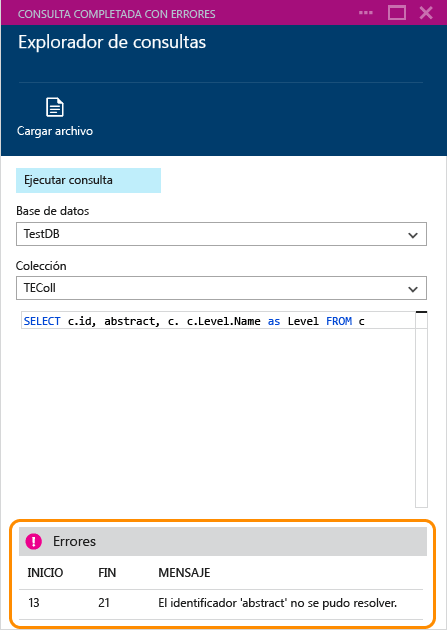 CONSULTA COMPLETADA CON ERRORES
Explorador de consultas
Cargar archivo
Ejecutar consulta
Base de datos
TestDB
Colección
TEColl
SELECT c.id, abstract, c. c.Level.Name as Level FROM c
Errores
INICIO FIN MENSAJE
13 21 El identificador 'abstract' no se pudo resolver.